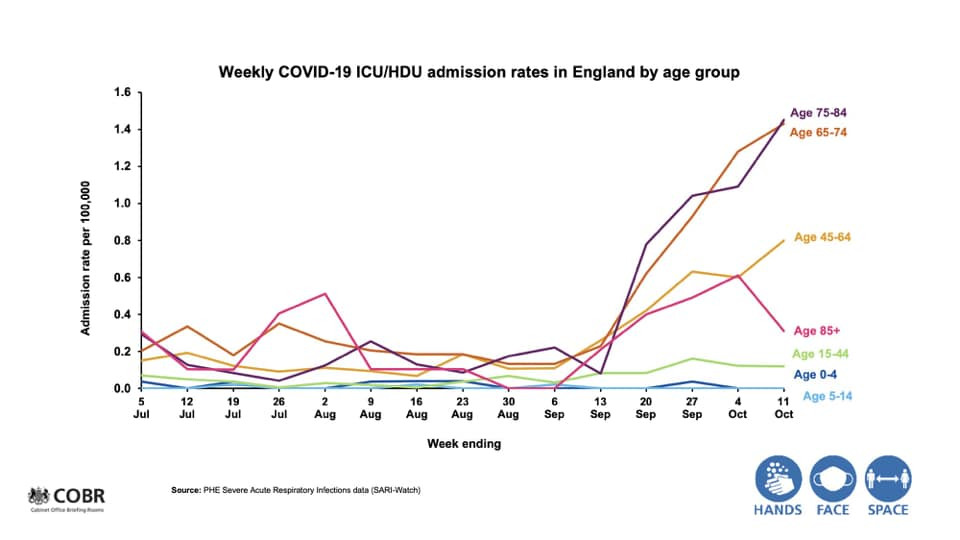 Weekly COVID-19 ICU/HDU admission rates in England by age group
Admission rate per 100,000
1.6
1.4
1.2
1.0
0.8
0.6
0.4
0.2
0.0
Age 75-84
Age 65-74
Age 45-64
Age 85+
Age 15-44
Age 0-4
Age 5-14
5 12 19 26 2 9 16 23 30 6 13 20 27 4 11
Jul Jul Jul Jul Aug Aug Aug Aug Aug Sep Sep Sep Sep Oct Oct
Week ending
COBR
Cabinet Office Briefing Rooms
Source: PHE Severe Acute Respiratory Infections data (SARI-Watch)
HANDS FACE SPACE